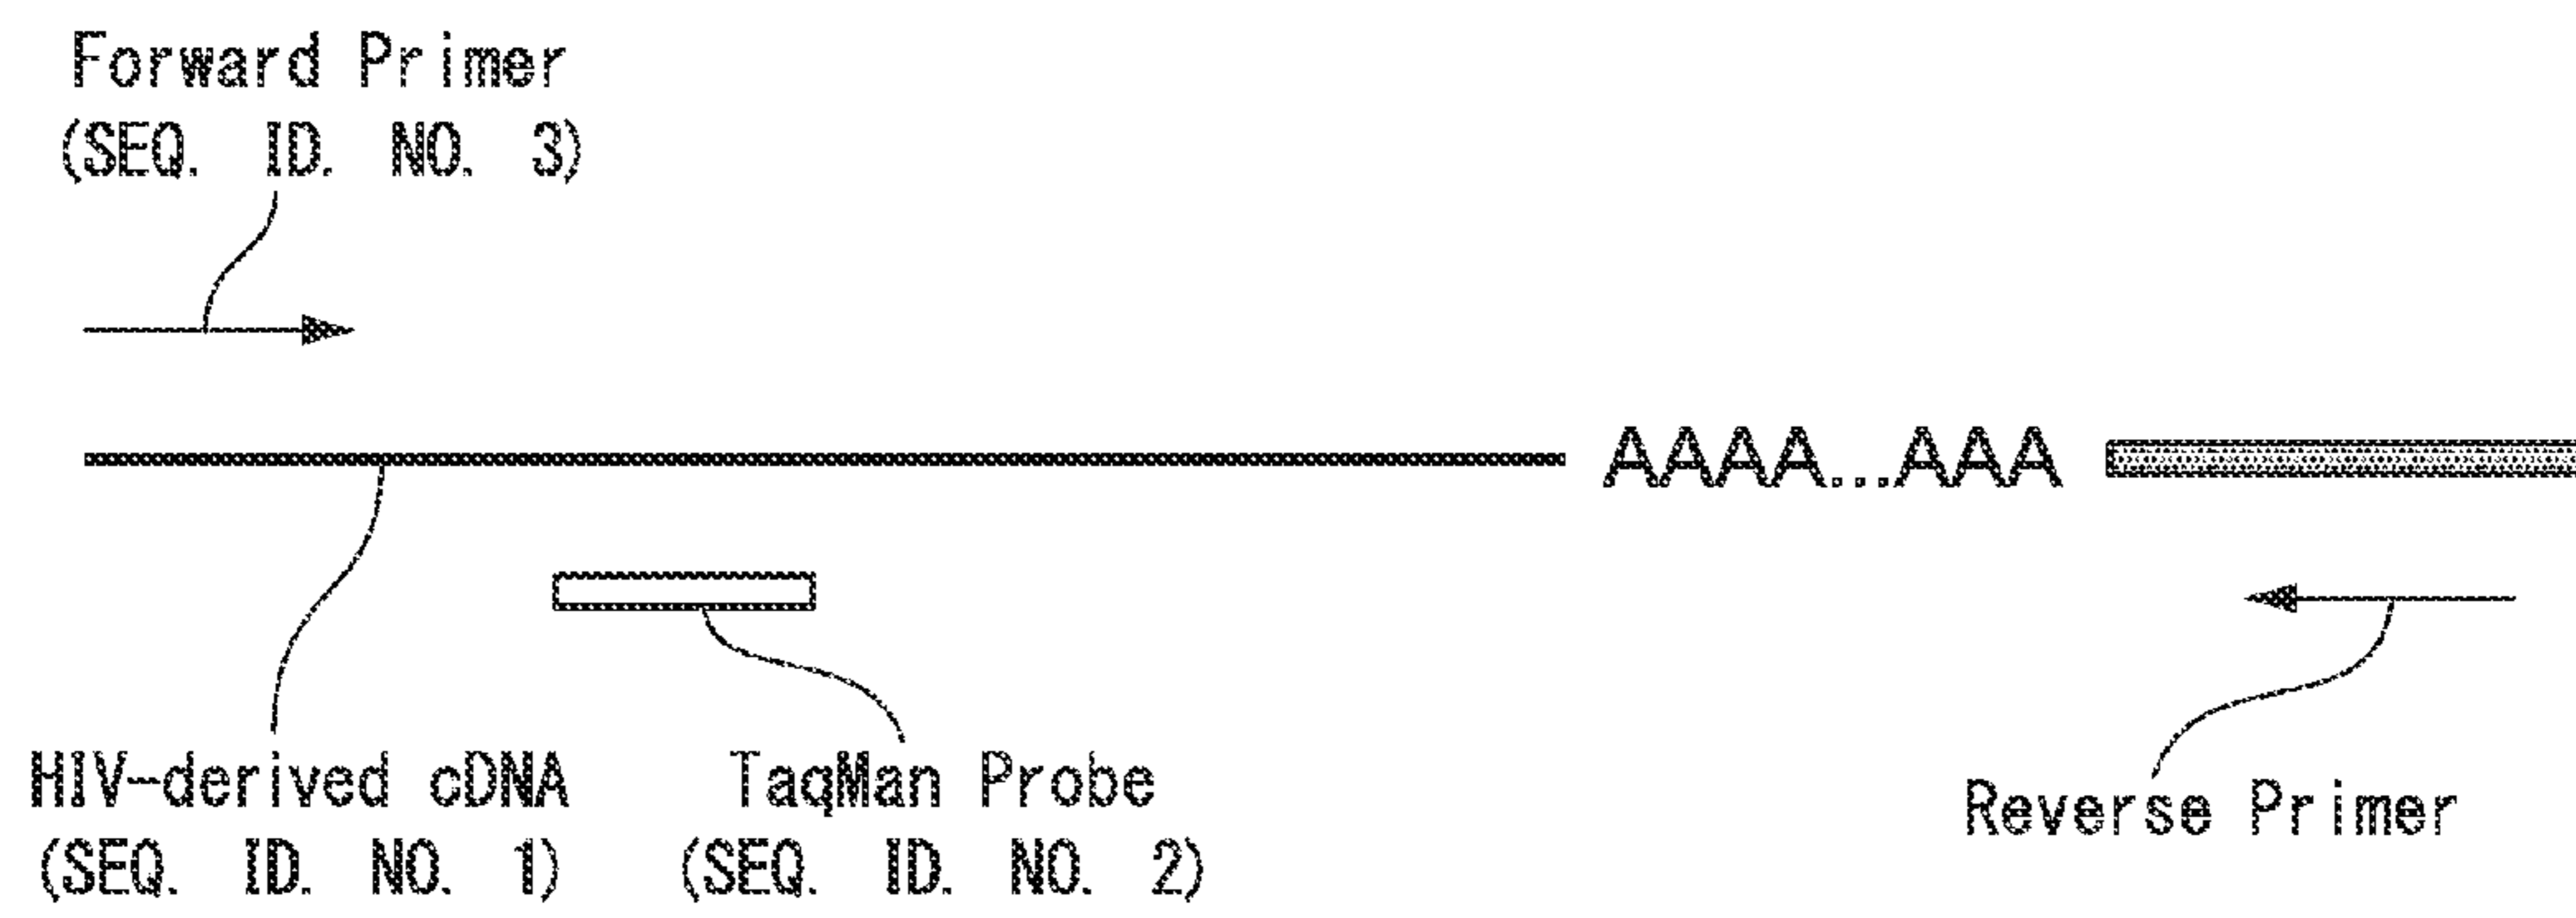 Forward Primer
(SEQ. ID. NO. 3)
AAAA...AAA
HIV-derived cDNA
(SEQ. ID. NO. 1)
TaqMan Probe
(SEQ. ID. NO. 2)
Reverse Primer